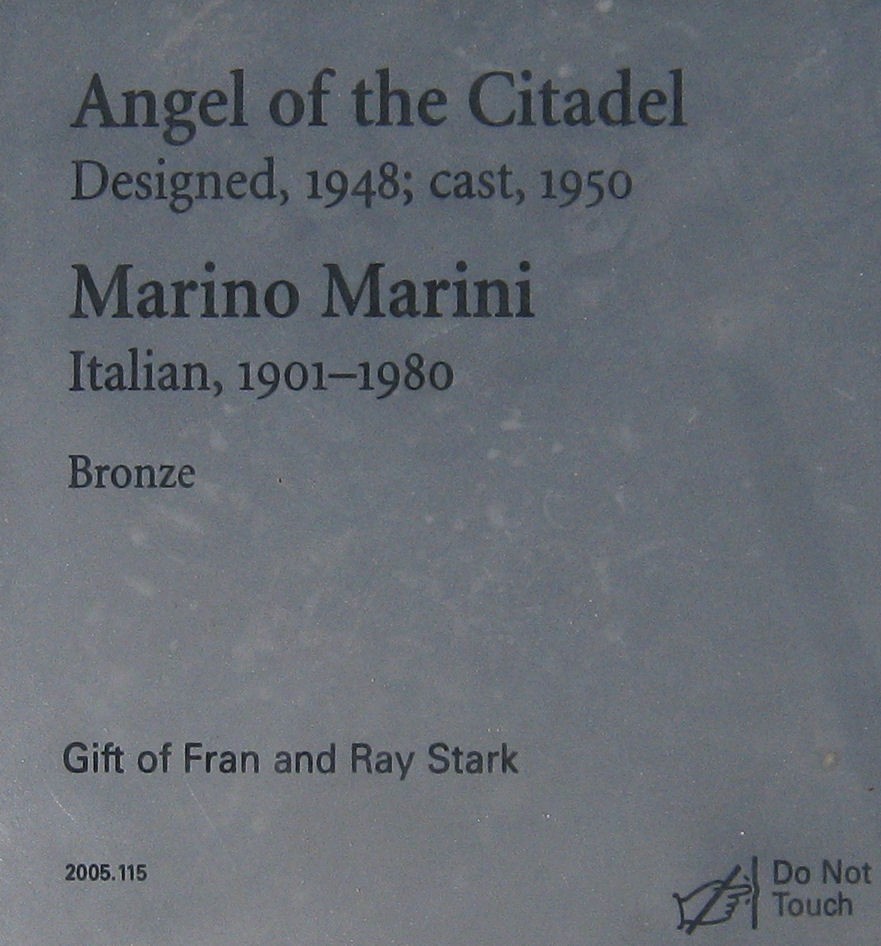 Angel of the Citadel
Designed, 1948; cast, 1950
Marino Marini
Italian, 1901–1980
Bronze
Gift of Fran and Ray Stark
2005.115
Do Not
Touch